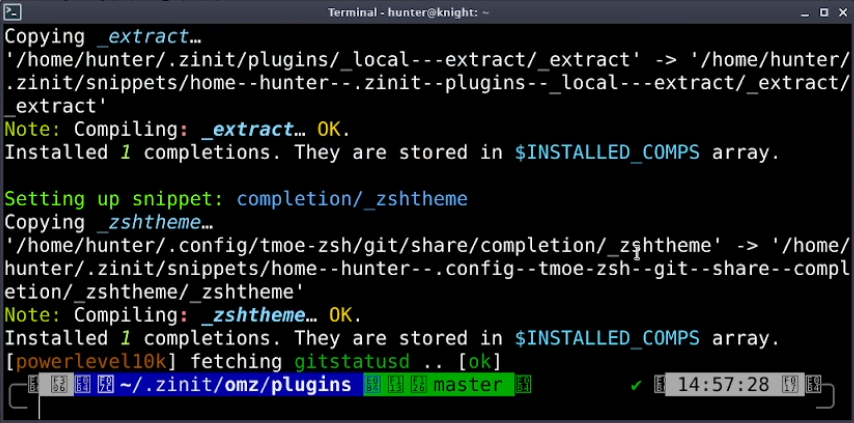 Terminal - hunter@knight: ~
Copying _extract…
'/home/hunter/.zinit/plugins/_local---extract/_extract' -> '/home/hunter/
.zinit/snippets/home--hunter--.zinit--plugins--_local---extract/_extract/
_extract'
Note: Compiling: _extract… OK.
Installed 1 completions. They are stored in $INSTALLED_COMPS array.
Setting up snippet: completion/_zshtheme
Copying _zshtheme…
'/home/hunter/.config/tmoe-zsh/git/share/completion/_zshtheme' -> '/home/
hunter/.zinit/snippets/home--hunter--.config--tmoe-zsh--git--share--compl
etion/_zshtheme/_zshtheme'
Note: Compiling: _zshtheme… OK.
Installed 1 completions. They are stored in $INSTALLED_COMPS array.
[powerlevel10k] fetching gitstatusd .. [ok]
~/.zinit/omz/plugins master ✔ 14:57:28